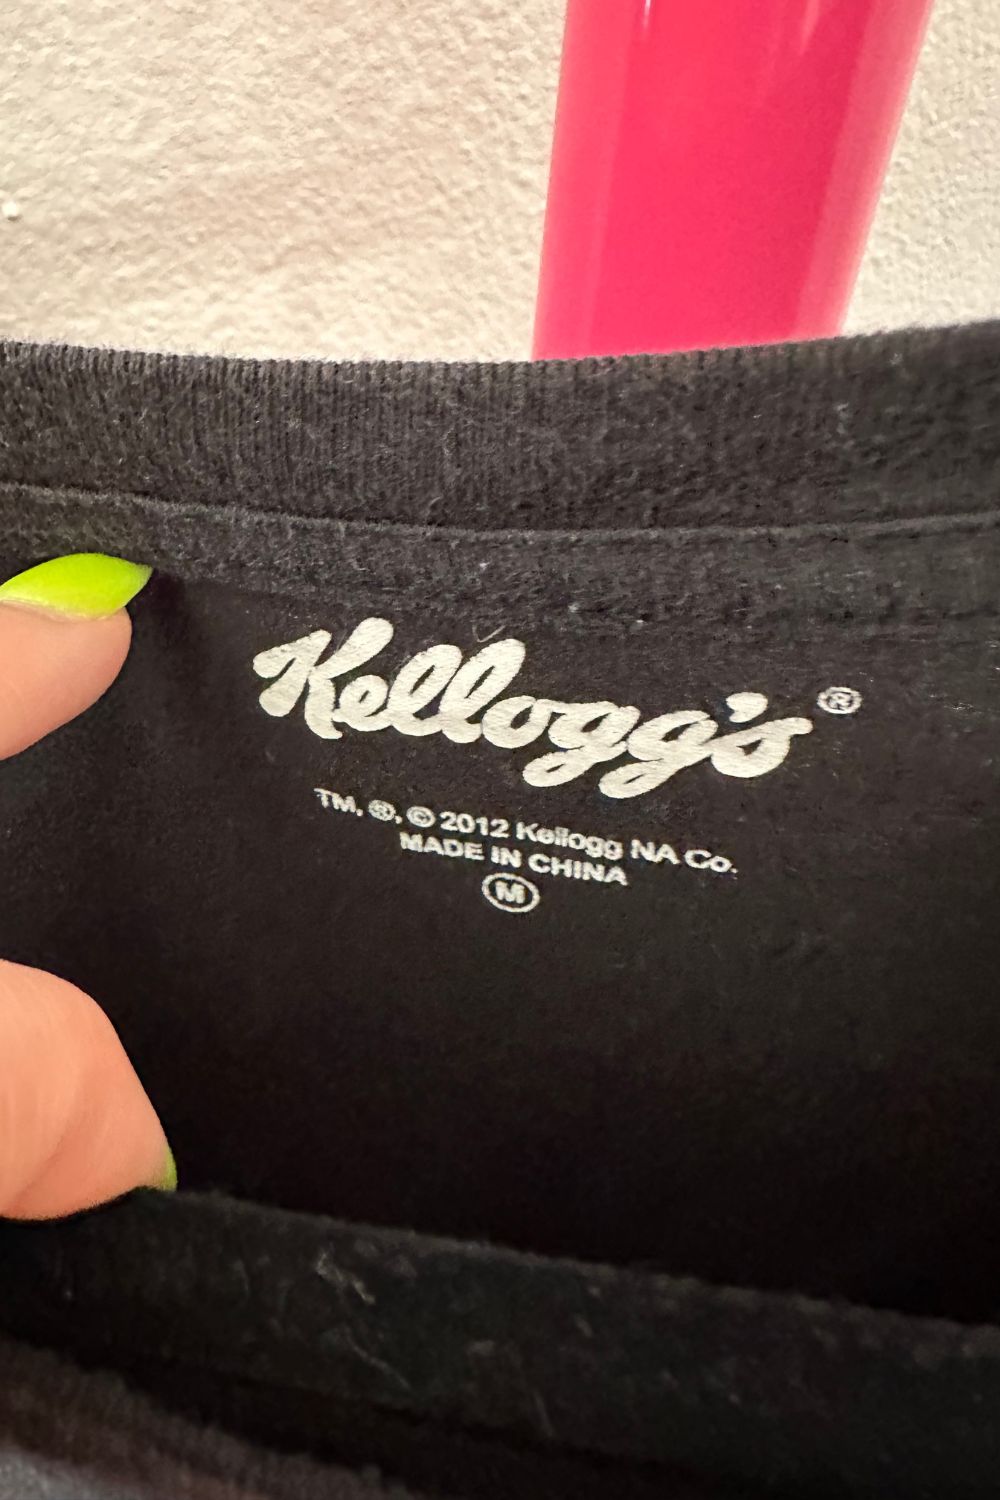 Kellogg's®
TM, ®, © 2012 Kellogg NA Co.
MADE IN CHINA
M